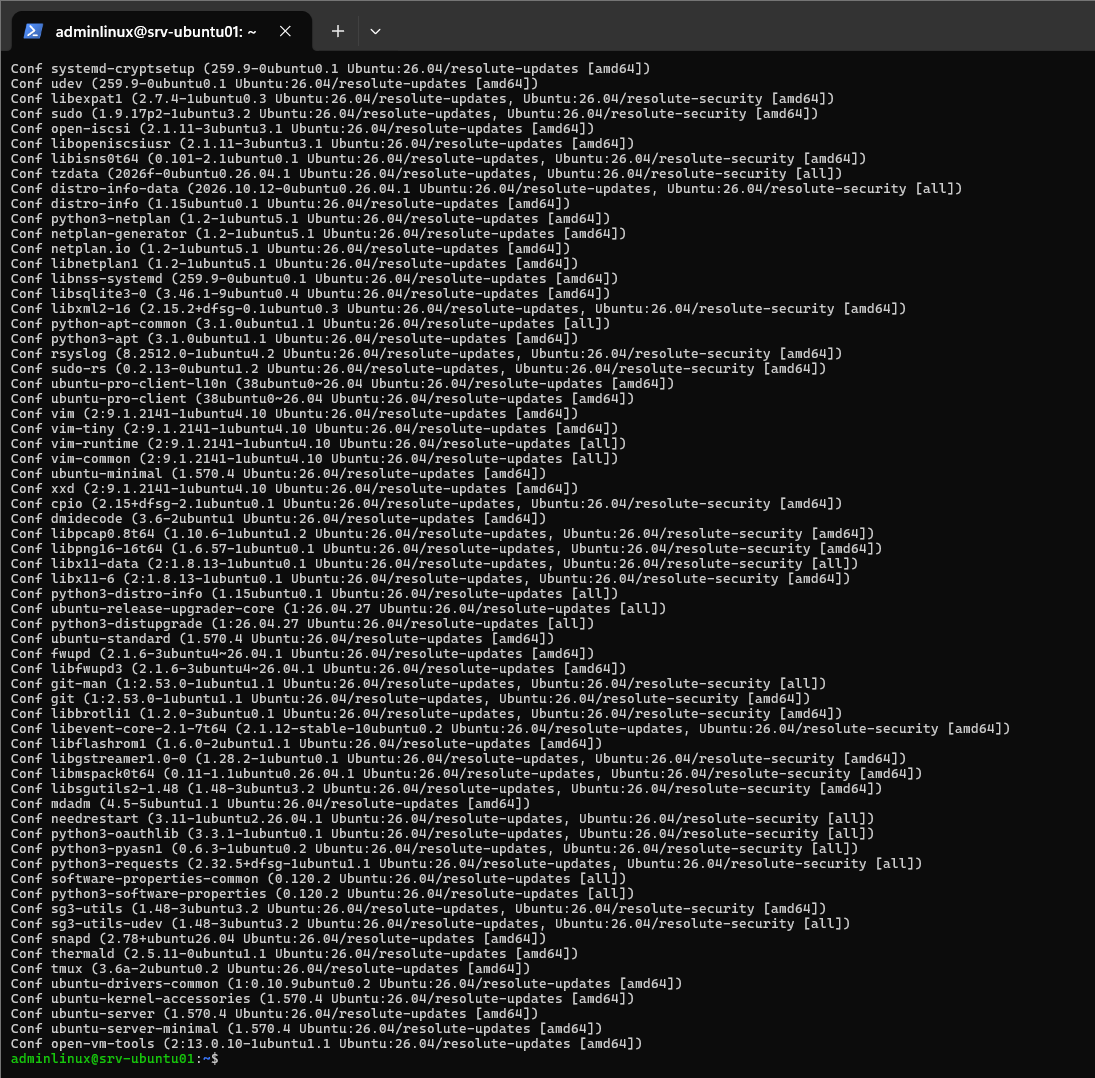 adminlinux@srv-ubuntu01: ~
Conf systemd-cryptsetup (259.9-0ubuntu0.1 Ubuntu:26.04/resolute-updates [amd64])
Conf udev (259.9-0ubuntu0.1 Ubuntu:26.04/resolute-updates [amd64])
Conf libexpat1 (2.7.4-1ubuntu0.3 Ubuntu:26.04/resolute-updates, Ubuntu:26.04/resolute-security [amd64])
Conf sudo (1.9.17p2-1ubuntu3.2 Ubuntu:26.04/resolute-updates, Ubuntu:26.04/resolute-security [amd64])
Conf open-iscsi (2.1.11-3ubuntu3.1 Ubuntu:26.04/resolute-updates [amd64])
Conf libopeniscsiusr (2.1.11-3ubuntu3.1 Ubuntu:26.04/resolute-updates [amd64])
Conf libisns0t64 (0.101-2.1ubuntu0.1 Ubuntu:26.04/resolute-updates, Ubuntu:26.04/resolute-security [amd64])
Conf tzdata (2026f-0ubuntu0.26.04.1 Ubuntu:26.04/resolute-updates, Ubuntu:26.04/resolute-security [all])
Conf distro-info-data (2026.10.12-0ubuntu0.26.04.1 Ubuntu:26.04/resolute-updates, Ubuntu:26.04/resolute-security [all])
Conf distro-info (1.15ubuntu0.1 Ubuntu:26.04/resolute-updates [amd64])
Conf python3-netplan (1.2-1ubuntu5.1 Ubuntu:26.04/resolute-updates [amd64])
Conf netplan-generator (1.2-1ubuntu5.1 Ubuntu:26.04/resolute-updates [amd64])
Conf netplan.io (1.2-1ubuntu5.1 Ubuntu:26.04/resolute-updates [amd64])
Conf libnetplan1 (1.2-1ubuntu5.1 Ubuntu:26.04/resolute-updates [amd64])
Conf libnss-systemd (259.9-0ubuntu0.1 Ubuntu:26.04/resolute-updates [amd64])
Conf libsqlite3-0 (3.46.1-9ubuntu0.4 Ubuntu:26.04/resolute-updates [amd64])
Conf libxml2-16 (2.15.2+dfsg-0.1ubuntu0.3 Ubuntu:26.04/resolute-updates, Ubuntu:26.04/resolute-security [amd64])
Conf python-apt-common (3.1.0ubuntu1.1 Ubuntu:26.04/resolute-updates [all])
Conf python3-apt (3.1.0ubuntu1.1 Ubuntu:26.04/resolute-updates [amd64])
Conf rsyslog (8.2512.0-1ubuntu4.2 Ubuntu:26.04/resolute-updates, Ubuntu:26.04/resolute-security [amd64])
Conf sudo-rs (0.2.13-0ubuntu1.2 Ubuntu:26.04/resolute-updates, Ubuntu:26.04/resolute-security [amd64])
Conf ubuntu-pro-client-l10n (38ubuntu0~26.04 Ubuntu:26.04/resolute-updates [amd64])
Conf ubuntu-pro-client (38ubuntu0~26.04 Ubuntu:26.04/resolute-updates [amd64])
Conf vim (2:9.1.2141-1ubuntu4.10 Ubuntu:26.04/resolute-updates [amd64])
Conf vim-tiny (2:9.1.2141-1ubuntu4.10 Ubuntu:26.04/resolute-updates [amd64])
Conf vim-runtime (2:9.1.2141-1ubuntu4.10 Ubuntu:26.04/resolute-updates [all])
Conf vim-common (2:9.1.2141-1ubuntu4.10 Ubuntu:26.04/resolute-updates [all])
Conf ubuntu-minimal (1.570.4 Ubuntu:26.04/resolute-updates [amd64])
Conf xxd (2:9.1.2141-1ubuntu4.10 Ubuntu:26.04/resolute-updates [amd64])
Conf cpio (2.15+dfsg-2.1ubuntu0.1 Ubuntu:26.04/resolute-updates, Ubuntu:26.04/resolute-security [amd64])
Conf dmidecode (3.6-2ubuntu1 Ubuntu:26.04/resolute-updates [amd64])
Conf libpcap0.8t64 (1.10.6-1ubuntu1.2 Ubuntu:26.04/resolute-updates, Ubuntu:26.04/resolute-security [amd64])
Conf libpng16-16t64 (1.6.57-1ubuntu0.1 Ubuntu:26.04/resolute-updates, Ubuntu:26.04/resolute-security [amd64])
Conf libx11-data (2:1.8.13-1ubuntu0.1 Ubuntu:26.04/resolute-updates, Ubuntu:26.04/resolute-security [all])
Conf libx11-6 (2:1.8.13-1ubuntu0.1 Ubuntu:26.04/resolute-updates, Ubuntu:26.04/resolute-security [amd64])
Conf python3-distro-info (1.15ubuntu0.1 Ubuntu:26.04/resolute-updates [all])
Conf ubuntu-release-upgrader-core (1:26.04.27 Ubuntu:26.04/resolute-updates [all])
Conf python3-distupgrade (1:26.04.27 Ubuntu:26.04/resolute-updates [all])
Conf ubuntu-standard (1.570.4 Ubuntu:26.04/resolute-updates [amd64])
Conf fwupd (2.1.6-3ubuntu4~26.04.1 Ubuntu:26.04/resolute-updates [amd64])
Conf libfwupd3 (2.1.6-3ubuntu4~26.04.1 Ubuntu:26.04/resolute-updates [amd64])
Conf git-man (1:2.53.0-1ubuntu1.1 Ubuntu:26.04/resolute-updates, Ubuntu:26.04/resolute-security [all])
Conf git (1:2.53.0-1ubuntu1.1 Ubuntu:26.04/resolute-updates, Ubuntu:26.04/resolute-security [amd64])
Conf libbrotli1 (1.2.0-3ubuntu0.1 Ubuntu:26.04/resolute-updates, Ubuntu:26.04/resolute-security [amd64])
Conf libevent-core-2.1-7t64 (2.1.12-stable-10ubuntu0.2 Ubuntu:26.04/resolute-updates, Ubuntu:26.04/resolute-security [amd64])
Conf libflashrom1 (1.6.0-2ubuntu1.1 Ubuntu:26.04/resolute-updates [amd64])
Conf libgstreamer1.0-0 (1.28.2-1ubuntu0.1 Ubuntu:26.04/resolute-updates, Ubuntu:26.04/resolute-security [amd64])
Conf libmspack0t64 (0.11-1.1ubuntu0.26.04.1 Ubuntu:26.04/resolute-updates, Ubuntu:26.04/resolute-security [amd64])
Conf libsgutils2-1.48 (1.48-3ubuntu3.2 Ubuntu:26.04/resolute-updates, Ubuntu:26.04/resolute-security [amd64])
Conf mdadm (4.5-5ubuntu1.1 Ubuntu:26.04/resolute-updates [amd64])
Conf needrestart (3.11-1ubuntu2.26.04.1 Ubuntu:26.04/resolute-updates, Ubuntu:26.04/resolute-security [all])
Conf python3-oauthlib (3.3.1-1ubuntu0.1 Ubuntu:26.04/resolute-updates, Ubuntu:26.04/resolute-security [all])
Conf python3-pyasn1 (0.6.3-1ubuntu0.2 Ubuntu:26.04/resolute-updates, Ubuntu:26.04/resolute-security [all])
Conf python3-requests (2.32.5+dfsg-1ubuntu1.1 Ubuntu:26.04/resolute-updates, Ubuntu:26.04/resolute-security [all])
Conf software-properties-common (0.120.2 Ubuntu:26.04/resolute-updates [all])
Conf python3-software-properties (0.120.2 Ubuntu:26.04/resolute-updates [all])
Conf sg3-utils (1.48-3ubuntu3.2 Ubuntu:26.04/resolute-updates, Ubuntu:26.04/resolute-security [amd64])
Conf sg3-utils-udev (1.48-3ubuntu3.2 Ubuntu:26.04/resolute-updates, Ubuntu:26.04/resolute-security [all])
Conf snapd (2.78+ubuntu26.04 Ubuntu:26.04/resolute-updates [amd64])
Conf thermald (2.5.11-0ubuntu1.1 Ubuntu:26.04/resolute-updates [amd64])
Conf tmux (3.6a-2ubuntu0.2 Ubuntu:26.04/resolute-updates [amd64])
Conf ubuntu-drivers-common (1:0.10.9ubuntu0.2 Ubuntu:26.04/resolute-updates [amd64])
Conf ubuntu-kernel-accessories (1.570.4 Ubuntu:26.04/resolute-updates [amd64])
Conf ubuntu-server (1.570.4 Ubuntu:26.04/resolute-updates [amd64])
Conf ubuntu-server-minimal (1.570.4 Ubuntu:26.04/resolute-updates [amd64])
Conf open-vm-tools (2:13.0.10-1ubuntu1.1 Ubuntu:26.04/resolute-updates [amd64])
adminlinux@srv-ubuntu01:~$